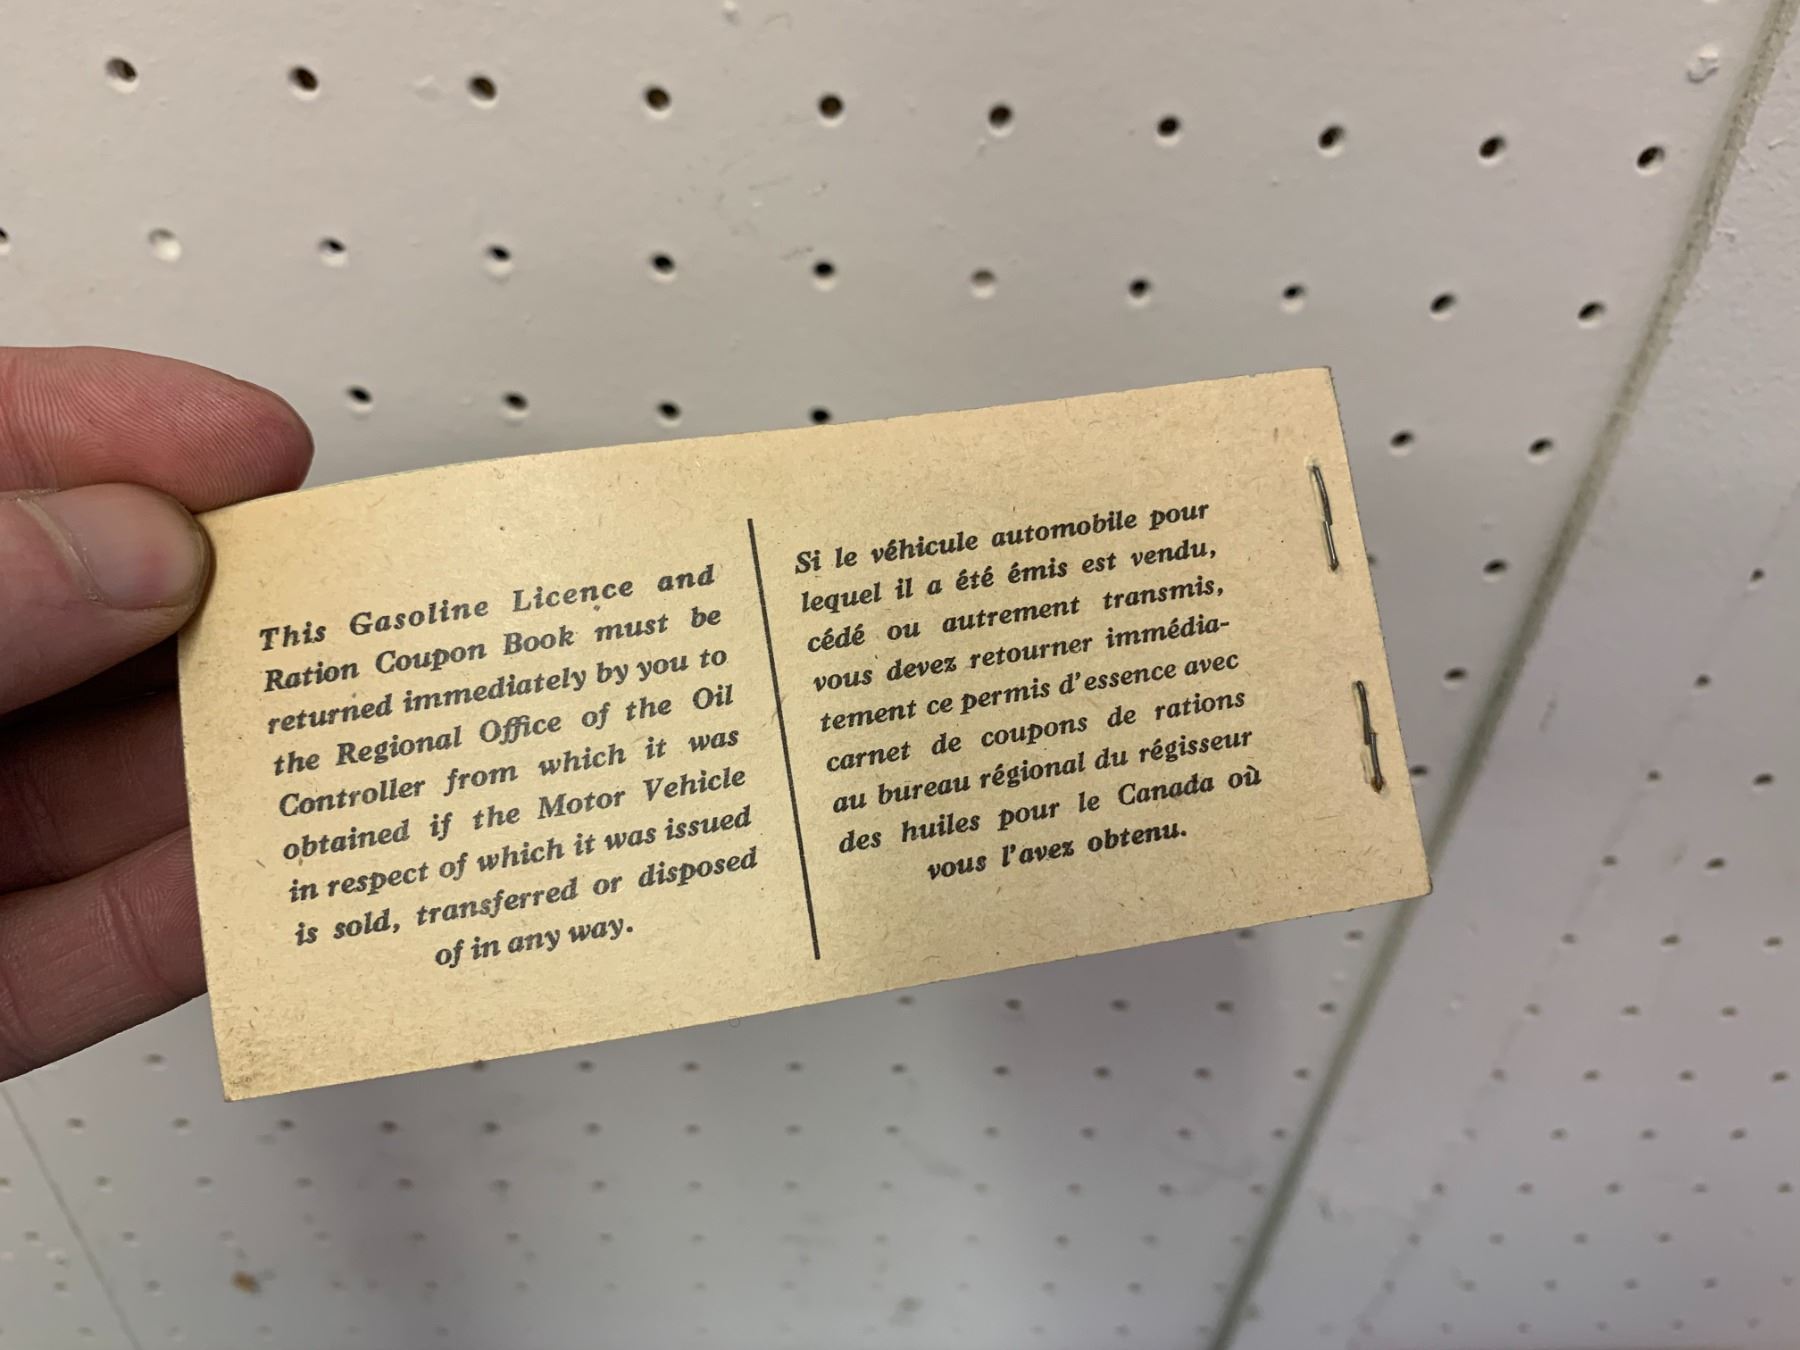 This Gasoline Licence and
Ration Coupon Book must be
returned immediately by you to
the Regional Office of the Oil
Controller from which it was
obtained if the Motor Vehicle
in respect of which it was issued
is sold, transferred or disposed
of in any way.
Si le véhicule automobile pour
lequel il a été émis est vendu,
cédé ou autrement transmis,
vous devez retourner immédia-
tement ce permis d'essence avec
carnet de coupons de rations
au bureau régional du régisseur
des huiles pour le Canada où
vous l'avez obtenu.